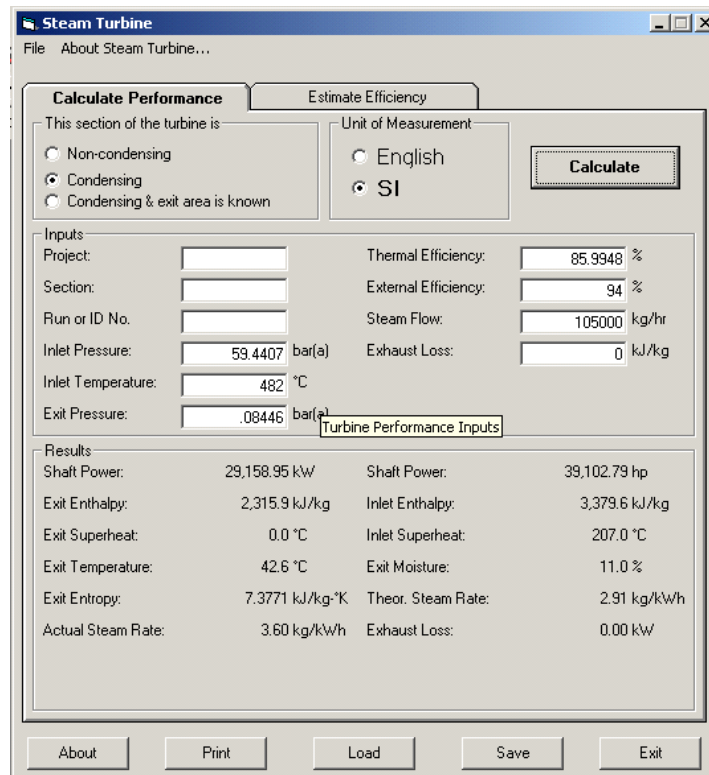 Steam Turbine
File About Steam Turbine...
Calculate Performance Estimate Efficiency
This section of the turbine is
Non-condensing
Condensing
Condensing & exit area is known
Unit of Measurement
English
SI
Calculate
Inputs
Project: Thermal Efficiency: 85.9948 %
Section: External Efficiency: 94 %
Run or ID No. Steam Flow: 105000 kg/hr
Inlet Pressure: 59.4407 bar(a) Exhaust Loss: 0 kJ/kg
Inlet Temperature: 482 °C
Exit Pressure: .08446 bar(a)
Turbine Performance Inputs
Results
Shaft Power: 29,158.95 kW Shaft Power: 39,102.79 hp
Exit Enthalpy: 2,315.9 kJ/kg Inlet Enthalpy: 3,379.6 kJ/kg
Exit Superheat: 0.0 °C Inlet Superheat: 207.0 °C
Exit Temperature: 42.6 °C Exit Moisture: 11.0 %
Exit Entropy: 7.3771 kJ/kg-°K Theor. Steam Rate: 2.91 kg/kWh
Actual Steam Rate: 3.60 kg/kWh Exhaust Loss: 0.00 kW
About Print Load Save Exit